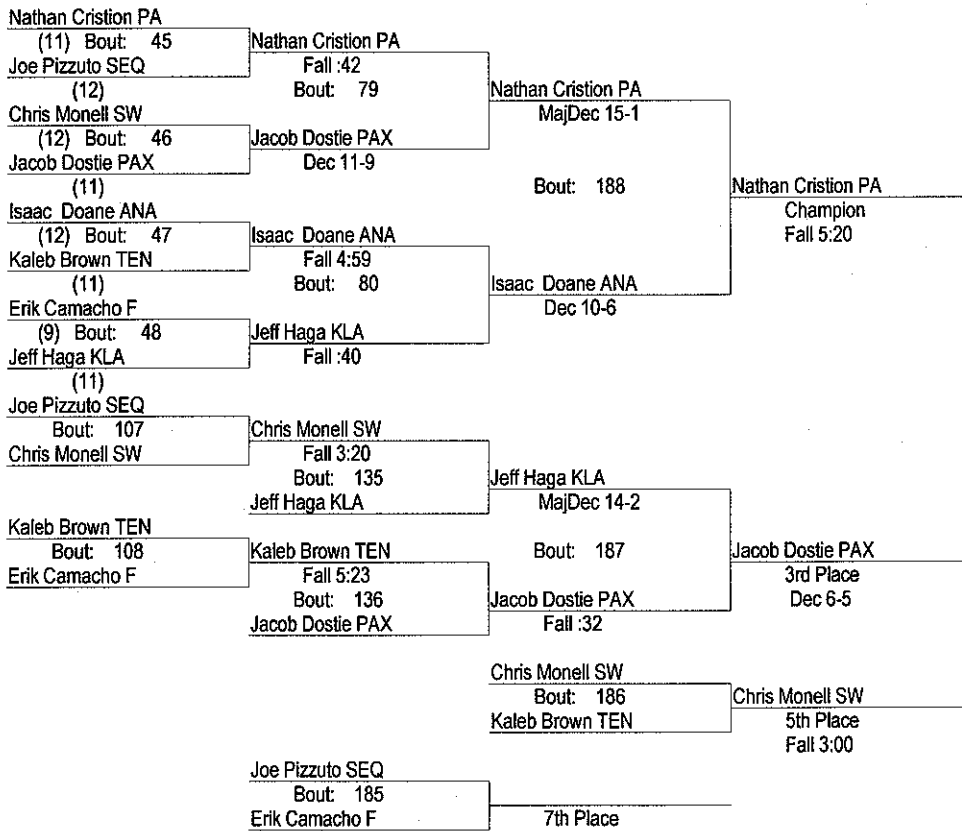 Nathan Cristion PA
(11) Bout: 45
Joe Pizzuto SEQ
(12)
Chris Monell SW
(12) Bout: 46
Jacob Dostie PAX
(11)
Isaac Doane ANA
(12) Bout: 47
Kaleb Brown TEN
(11)
Erik Camacho F
(9) Bout: 48
Jeff Haga KLA
(11)
Nathan Cristion PA
Fall :42
Bout: 79
Jacob Dostie PAX
Dec 11-9
Isaac Doane ANA
Fall 4:59
Bout: 80
Jeff Haga KLA
Fall :40
Nathan Cristion PA
MajDec 15-1
Bout: 188
Isaac Doane ANA
Dec 10-6
Nathan Cristion PA
Champion
Fall 5:20
Joe Pizzuto SEQ
Bout: 107
Chris Monell SW
Kaleb Brown TEN
Bout: 108
Erik Camacho F
Chris Monell SW
Fall 3:20
Bout: 135
Jeff Haga KLA
Kaleb Brown TEN
Fall 5:23
Bout: 136
Jacob Dostie PAX
Jeff Haga KLA
MajDec 14-2
Bout: 187
Jacob Dostie PAX
Fall :32
Jacob Dostie PAX
3rd Place
Dec 6-5
Chris Monell SW
Bout: 186
Kaleb Brown TEN
Chris Monell SW
5th Place
Fall 3:00
Joe Pizzuto SEQ
Bout: 185
Erik Camacho F
7th Place